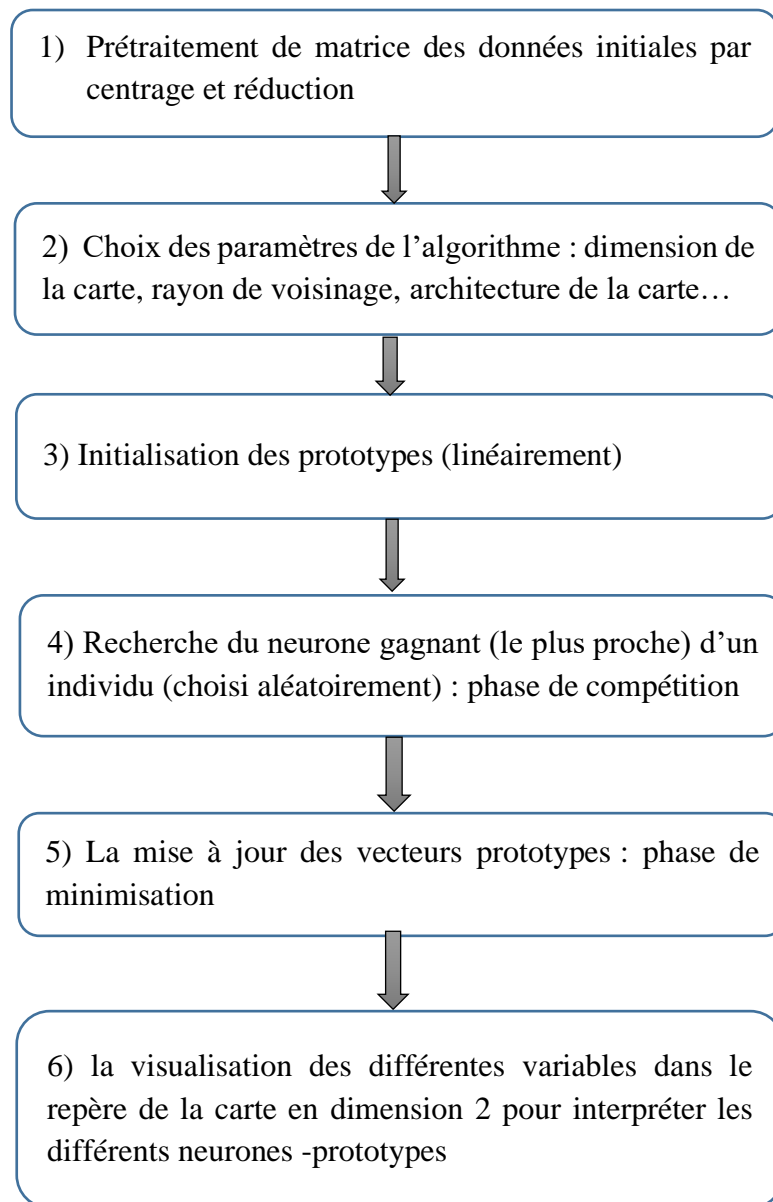 1) Prétraitement de matrice des données initiales par
centrage et réduction
2) Choix des paramètres de l’algorithme : dimension de
la carte, rayon de voisinage, architecture de la carte…
3) Initialisation des prototypes (linéairement)
4) Recherche du neurone gagnant (le plus proche) d’un
individu (choisi aléatoirement) : phase de compétition
5) La mise à jour des vecteurs prototypes : phase de
minimisation
6) la visualisation des différentes variables dans le
repère de la carte en dimension 2 pour interpréter les
différents neurones -prototypes